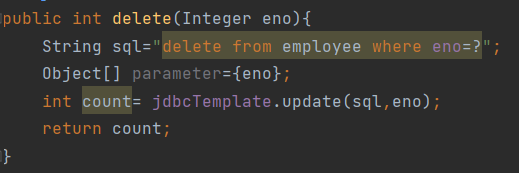 public int delete(Integer eno){
String sql="delete from employee where eno=?";
Object[] parameter={eno};
int count= jdbcTemplate.update(sql,eno);
return count;
}